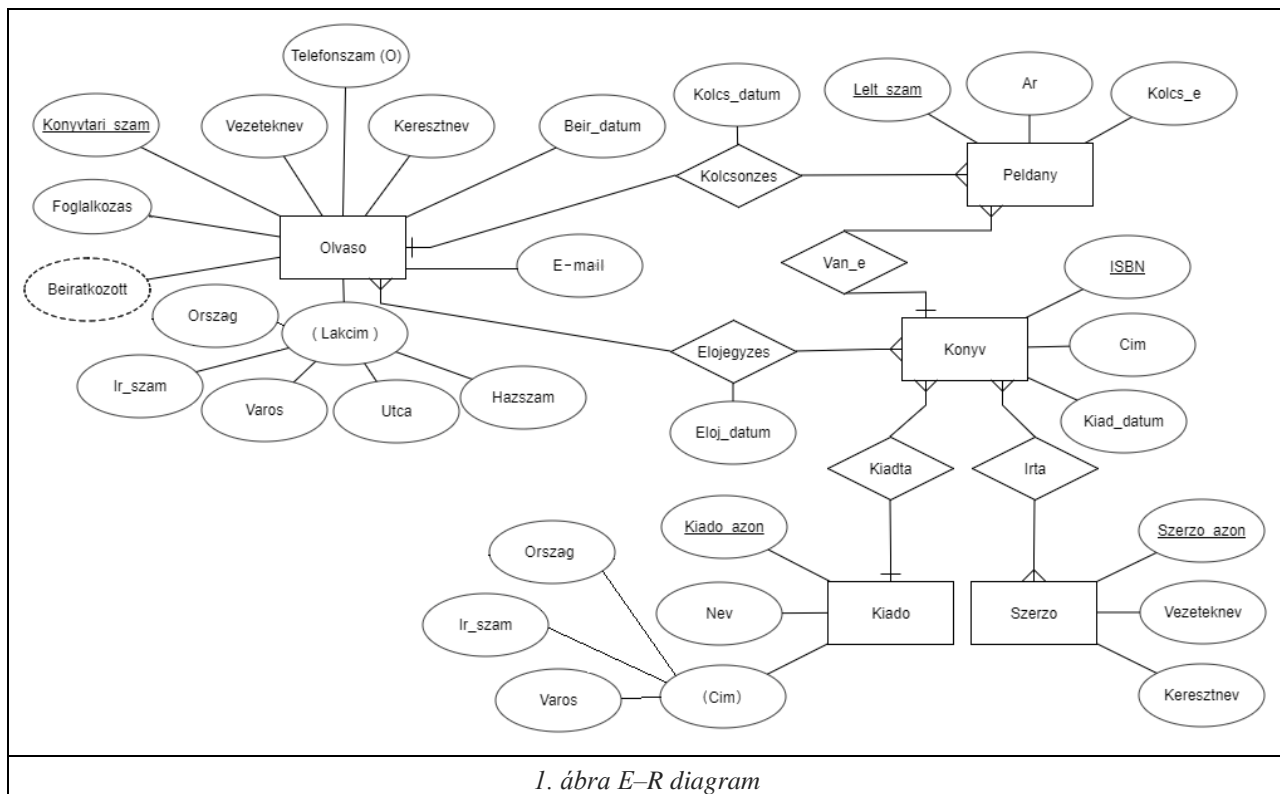 Telefonszam (O)
Kolcs_datum
Lelt_szam
Ar
Kolcs_e
Konyvtari_szam
Vezeteknev
Keresztnev
Beir_datum
Kolcsonzes
Peldany
Foglalkozas
Olvaso
Van_e
E-mail
ISBN
Beiratkozott
Orszag
( Lakcim )
Elojegyzes
Konyv
Cim
Ir_szam
Varos
Utca
Hazszam
Eloj_datum
Kiad_datum
Kiadta
Irta
Kiado_azon
Szerzo_azon
Orszag
Nev
Kiado
Szerzo
Vezeteknev
Ir_szam
Varos
(Cim)
Keresztnev
1. ábra E–R diagram